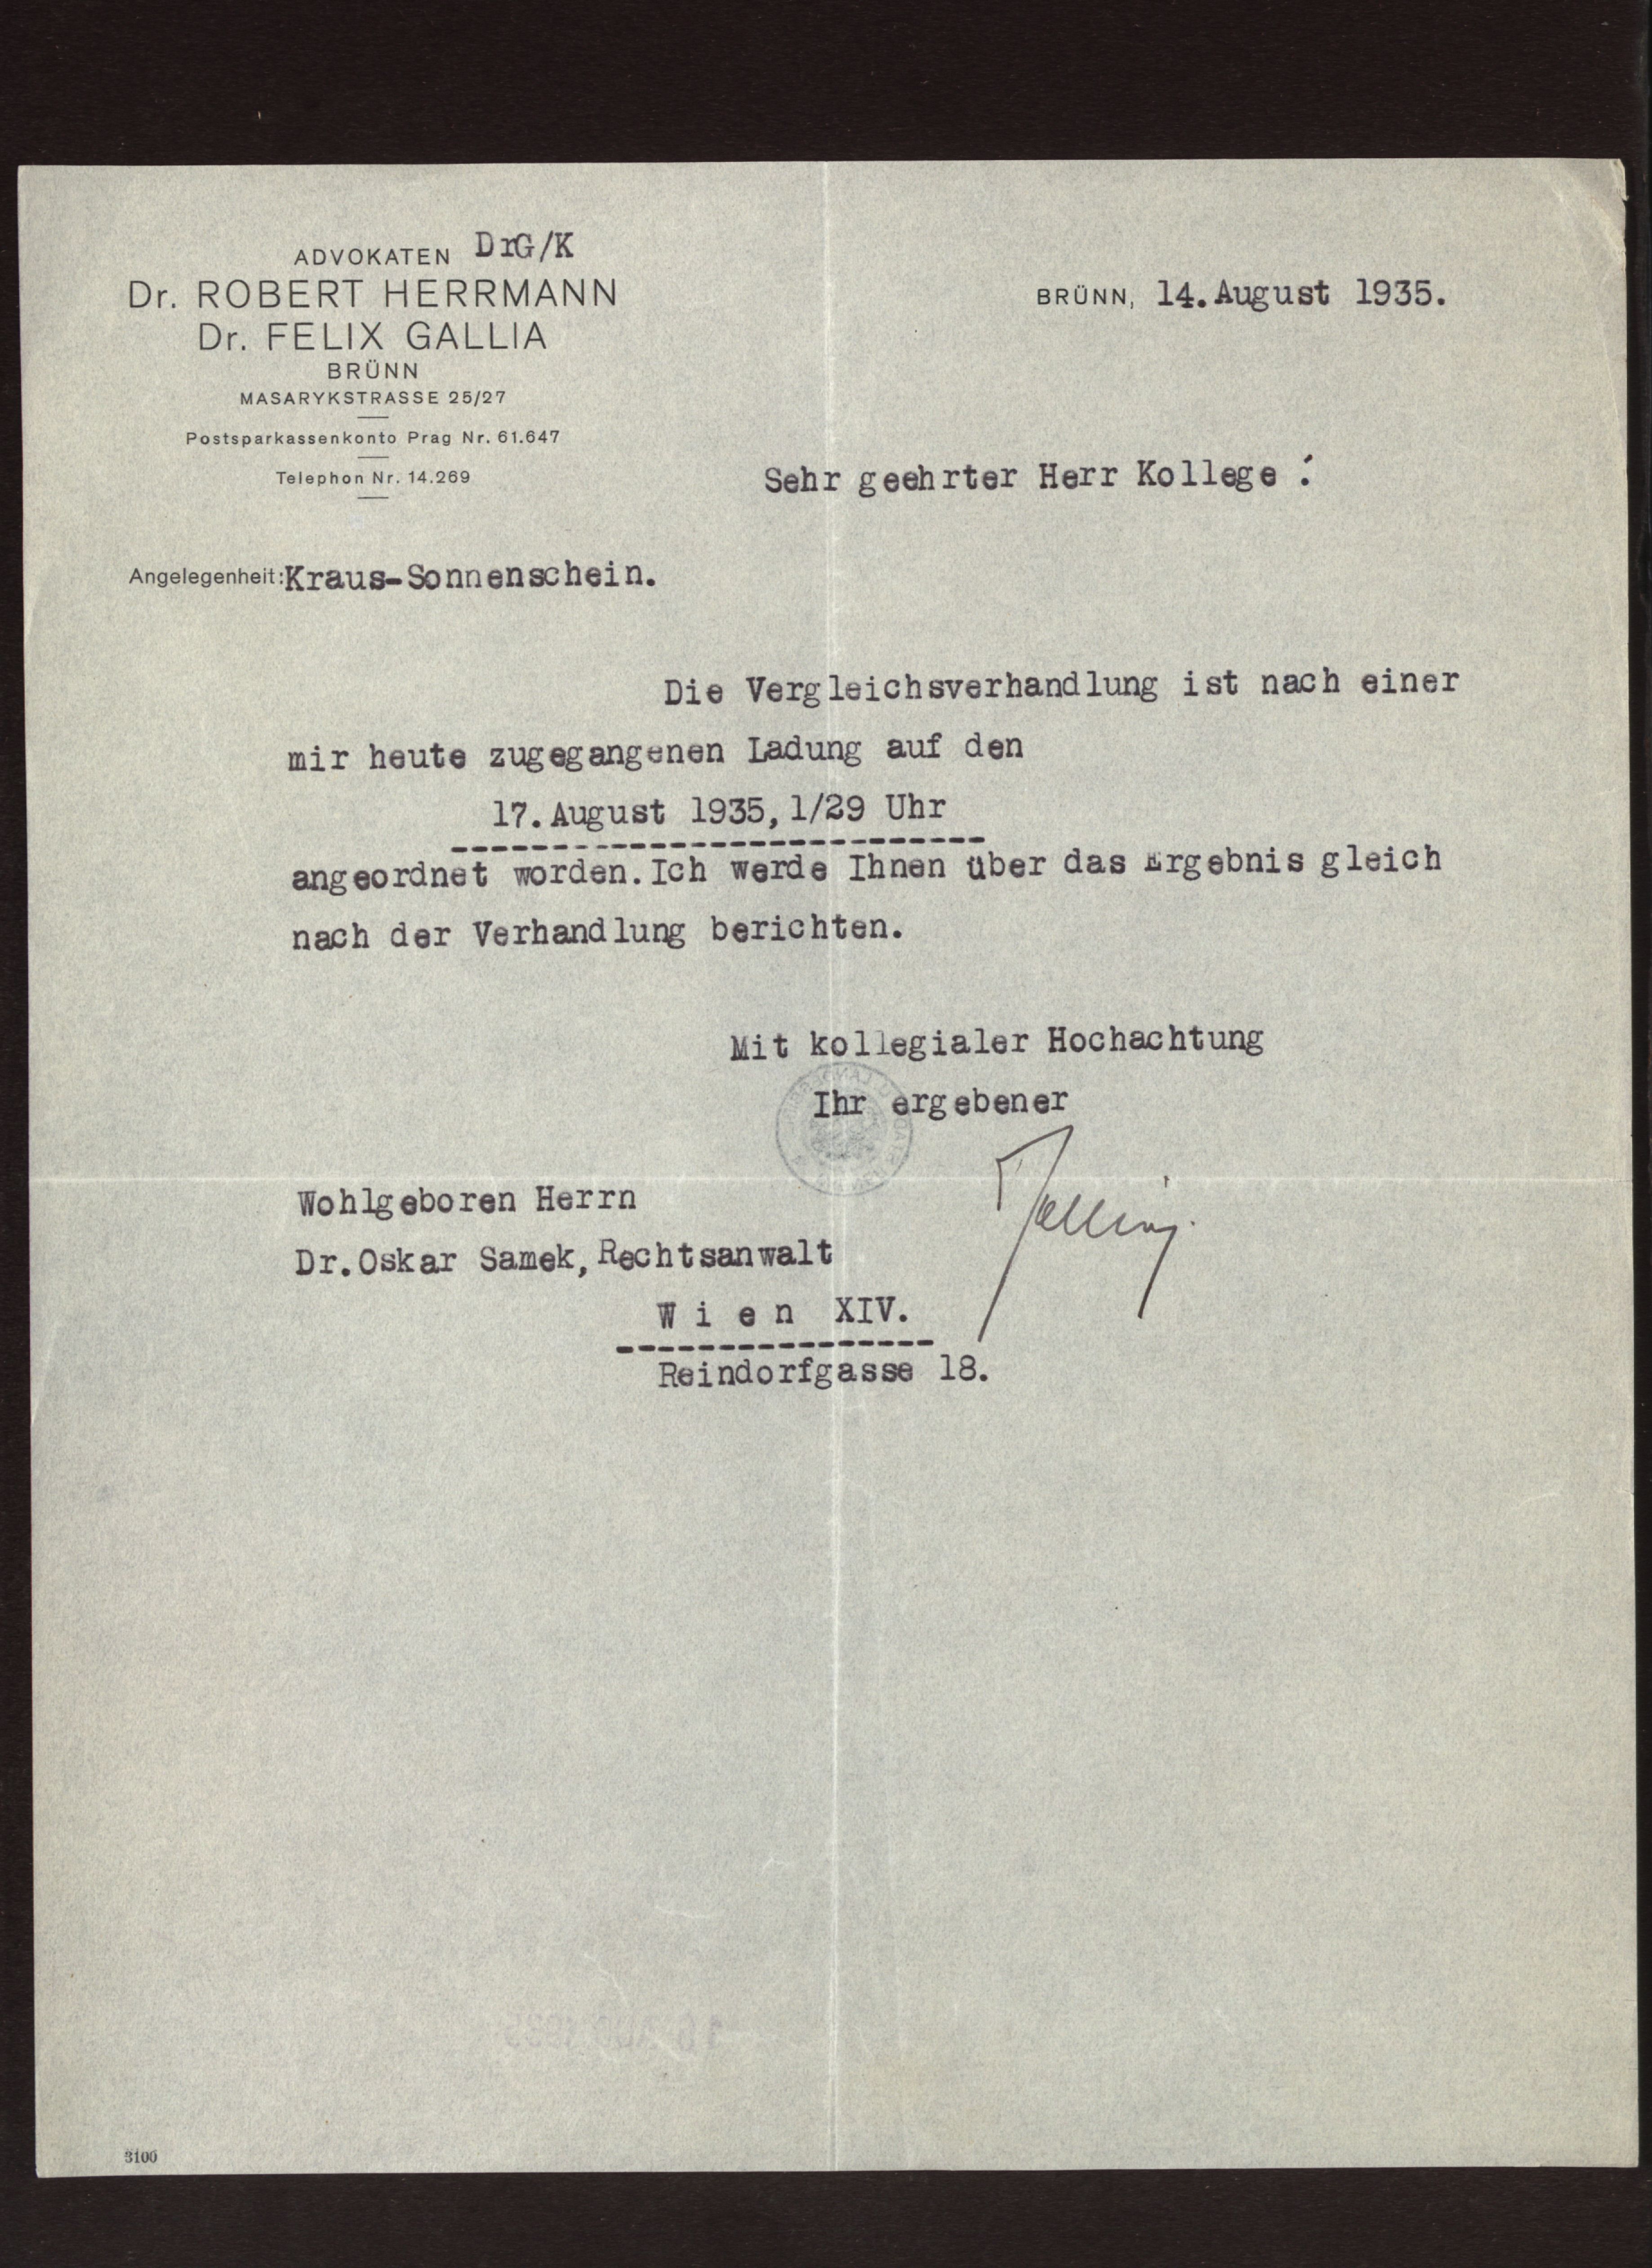 ADVOKATEN DrG/K
Dr. ROBERT HERRMANN
Dr. FELIX GALLIA
BRÜNN
MASARYKSTRASSE 25/27
Postsparkassenkonto Prag Nr. 61.647
Telephon Nr. 14.269
BRÜNN, 14.August 1935.
Sehr geehrter Herr Kollege :
Angelegenheit: Kraus-Sonnenschein.
Die Vergleichsverhandlung ist nach einer
mir heute zugegangenen Ladung auf den
17.August 1935, 1/29 Uhr
angeordnet worden. Ich werde Ihnen über das Ergebnis gleich
nach der Verhandlung berichten.
Mit kollegialer Hochachtung
Ihr ergebener
Wohlgeboren Herrn
Dr.Oskar Samek, Rechtsanwalt
Wien XIV.
Reindorfgasse 18.
3100